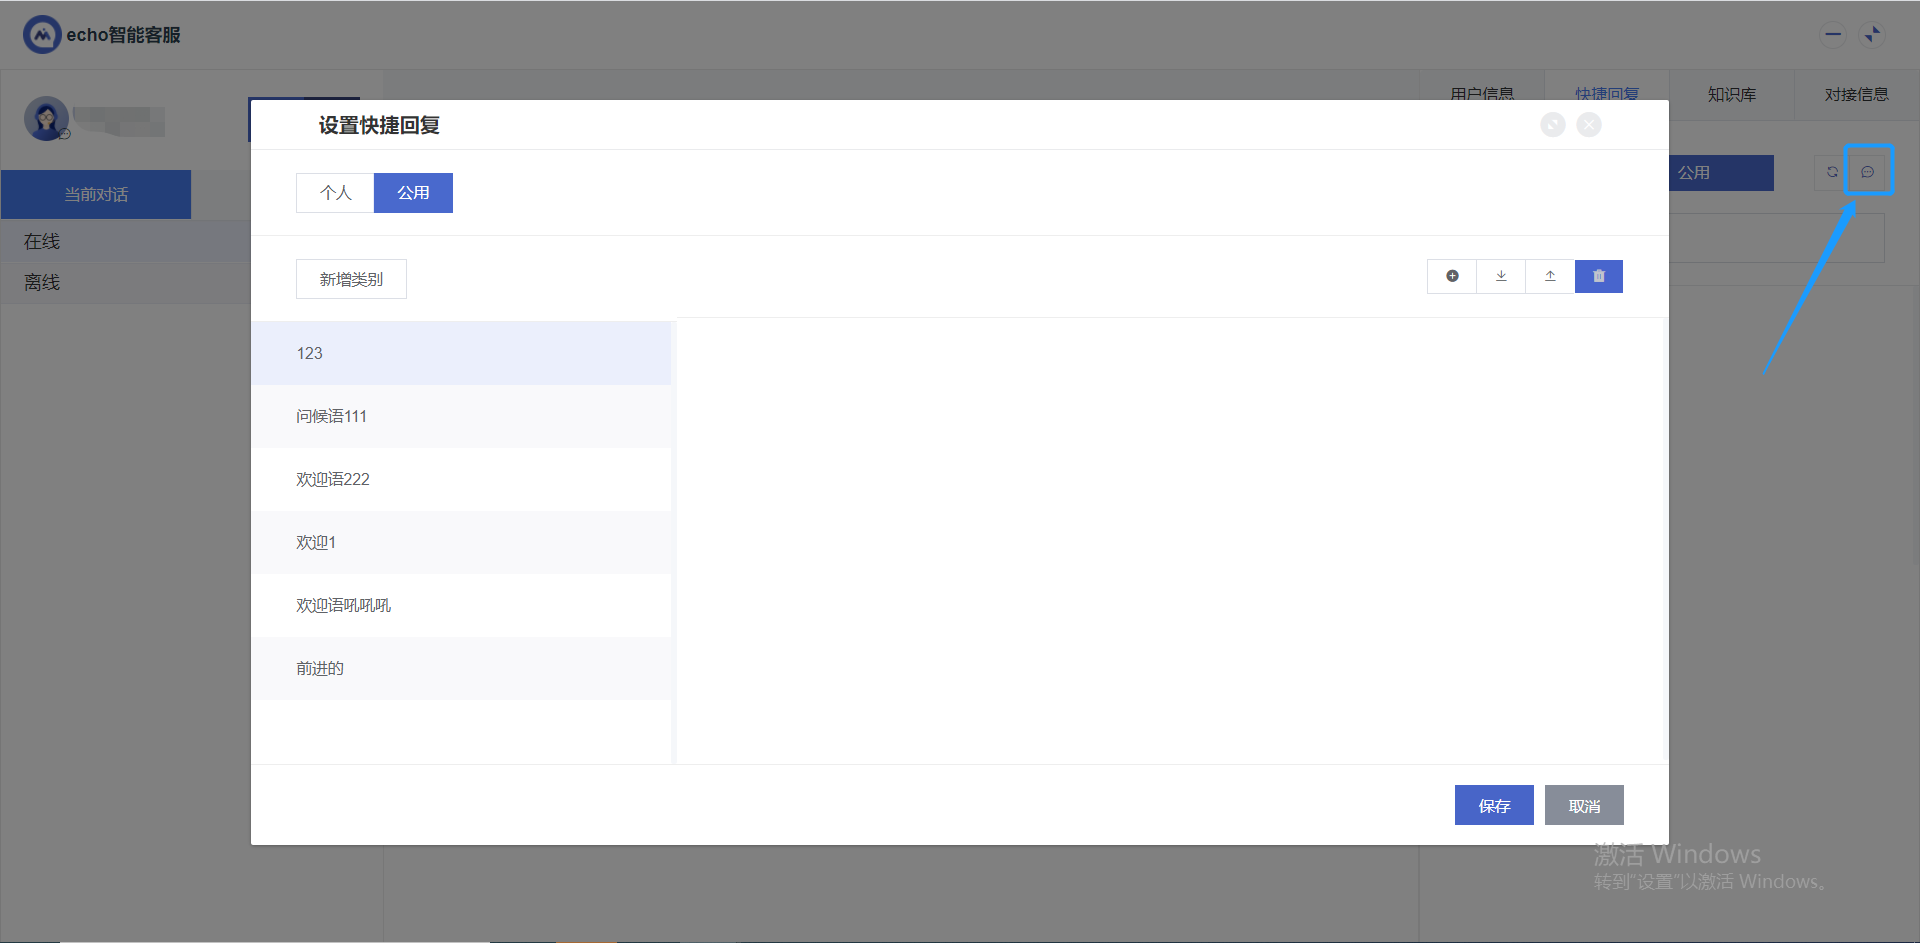 echo智能客服
用户信息
快捷回复
知识库
对接信息
设置快捷回复
个人
公用
公用
当前对话
在线
离线
新增类别
123
问候语111
欢迎语222
欢迎1
欢迎语吼吼吼
前进的
保存
取消
激活 Windows
转到"设置"以激活 Windows。